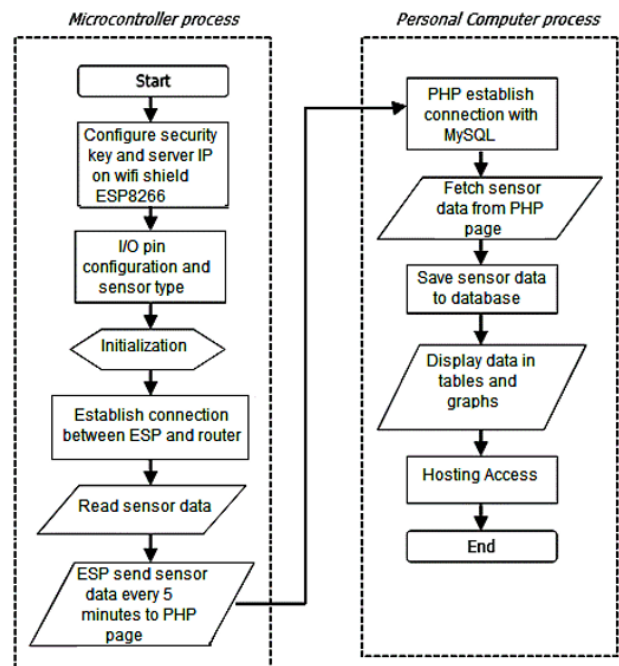 Microcontroller process
Start
Configure security
key and server IP
on wifi shield
ESP8266
I/O pin
configuration and
sensor type
Initialization
Establish connection
between ESP and router
Read sensor data
ESP send sensor
data every 5
minutes to PHP
page
Personal Computer process
PHP establish
connection with
MySQL
Fetch sensor
data from PHP
page
Save sensor data
to database
Display data in
tables and
graphs
Hosting Access
End